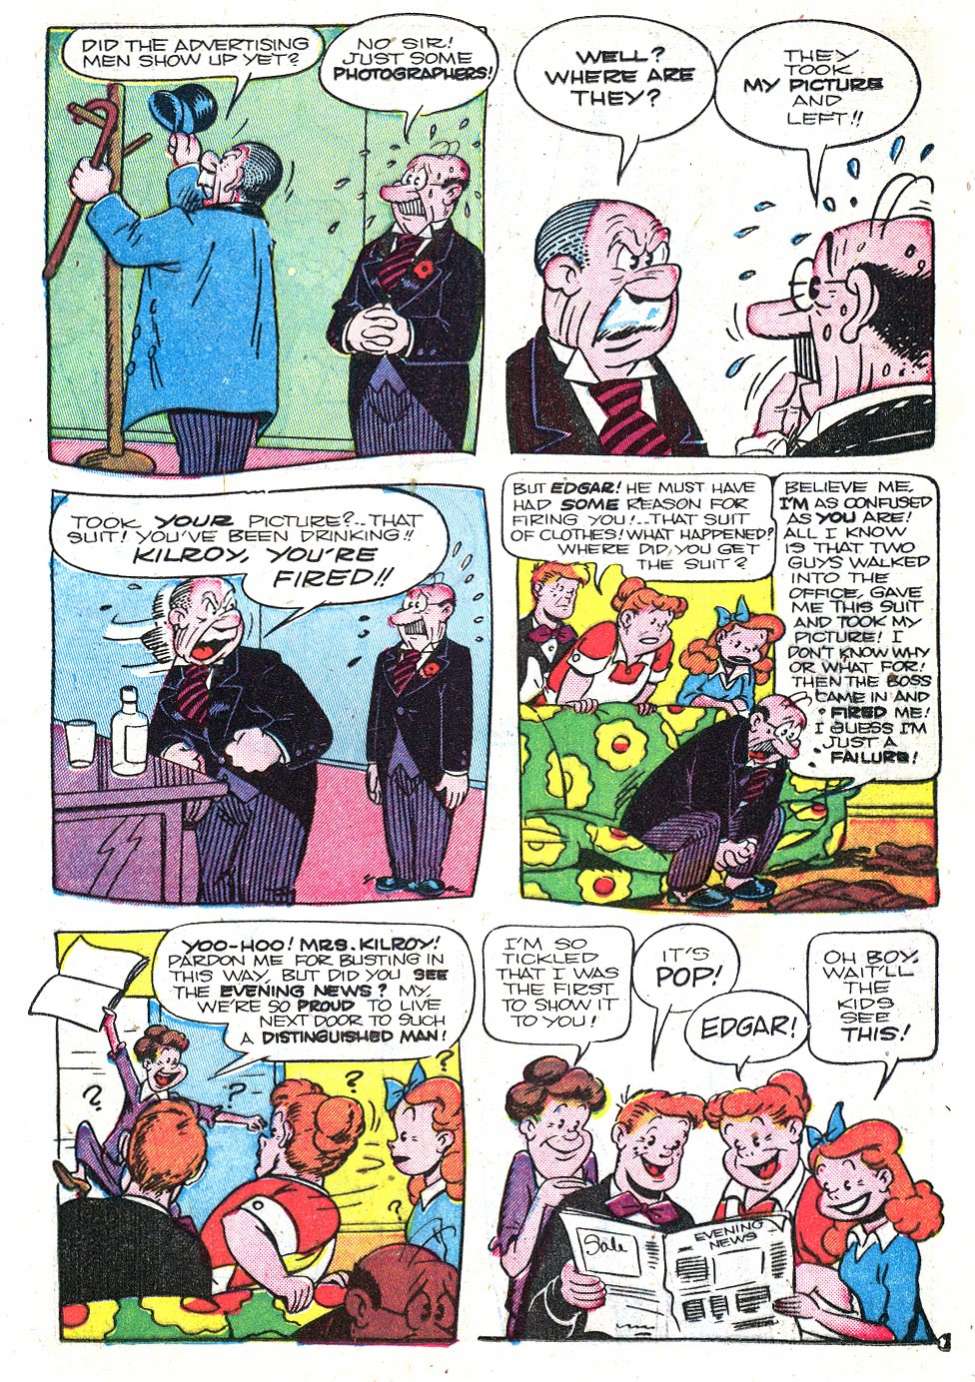 DID THE ADVERTISING
MEN SHOW UP YET?
NO SIR!
JUST SOME
PHOTOGRAPHERS!
WELL?
WHERE ARE
THEY?
THEY
TOOK
MY PICTURE
AND
LEFT!!
TOOK YOUR PICTURE?..THAT
SUIT! YOU'VE BEEN DRINKING!!
KILROY, YOU'RE
FIRED!!
BUT EDGAR! HE MUST HAVE
HAD SOME REASON FOR
FIRING YOU!..THAT SUIT
OF CLOTHES! WHAT HAPPENED?
WHERE DID YOU GET
THE SUIT?
BELIEVE ME,
I'M AS CONFUSED
AS YOU ARE!
ALL I KNOW
IS THAT TWO
GUYS WALKED
INTO THE
OFFICE, GAVE
ME THIS SUIT
AND TOOK MY
PICTURE! I
DON'T KNOW WHY
OR WHAT FOR!
THEN THE BOSS
CAME IN AND
FIRED ME!
I GUESS I'M
JUST A
FAILURE!
YOO-HOO! MRS. KILROY!
PARDON ME FOR BUSTING IN
THIS WAY, BUT DID YOU SEE
THE EVENING NEWS? MY,
WE'RE SO PROUD TO LIVE
NEXT DOOR TO SUCH
A DISTINGUISHED MAN!
?
?
?
?
I'M SO
TICKLED
THAT I WAS
THE FIRST
TO SHOW IT
TO YOU!
IT'S
POP!
EDGAR!
OH BOY,
WAIT'LL
THE
KIDS
SEE
THIS!
Sale
EVENING
NEWS